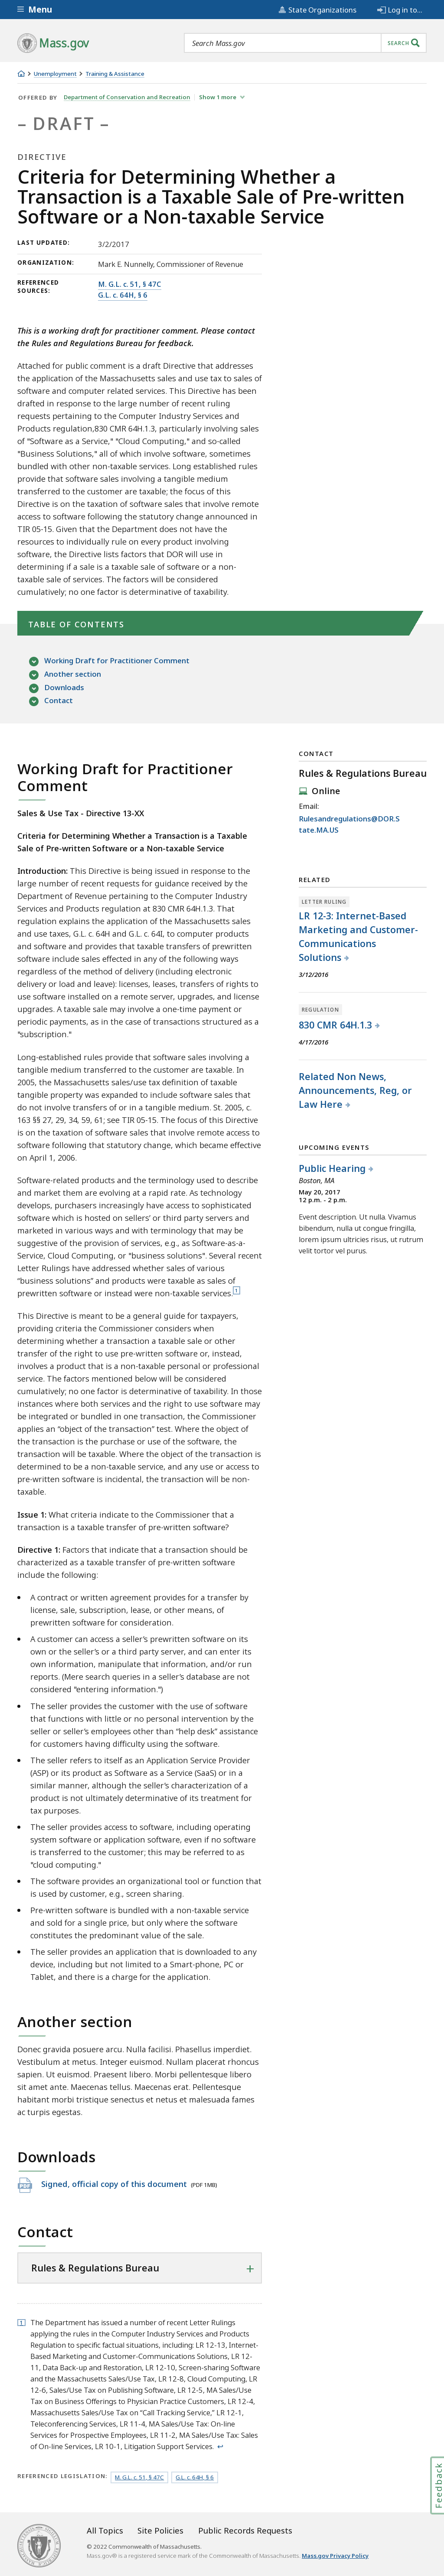 Menu
State Organizations
Log in to...
Mass.gov
Search Mass.gov
SEARCH
Unemployment
Training & Assistance
OFFERED BY Department of Conservation and Recreation Show 1 more
– DRAFT –
DIRECTIVE
Criteria for Determining Whether a
Transaction is a Taxable Sale of Pre-written
Software or a Non-taxable Service
LAST UPDATED: 3/2/2017
ORGANIZATION: Mark E. Nunnelly, Commissioner of Revenue
REFERENCED
SOURCES:
M. G.L. c. 51, § 47C
G.L. c. 64H, § 6
This is a working draft for practitioner comment. Please contact
the Rules and Regulations Bureau for feedback.
Attached for public comment is a draft Directive that addresses
the application of the Massachusetts sales and use tax to sales of
software and computer related services. This Directive has been
drafted in response to the large number of recent ruling
requests pertaining to the Computer Industry Services and
Products regulation,830 CMR 64H.1.3, particularly involving sales
of "Software as a Service," "Cloud Computing," and so-called
"Business Solutions," all of which involve software, sometimes
bundled with other non-taxable services. Long established rules
provide that software sales involving a tangible medium
transferred to the customer are taxable; the focus of this
Directive is on the taxation of software sales that involve remote
access to software following the statutory change announced in
TIR 05-15. Given that the Department does not have the
resources to individually rule on every product involving
software, the Directive lists factors that DOR will use in
determining if a sale is a taxable sale of software or a non-
taxable sale of services. The factors will be considered
cumulatively; no one factor is determinative of taxability.
TABLE OF CONTENTS
Working Draft for Practitioner Comment
Another section
Downloads
Contact
Working Draft for Practitioner
Comment
Sales & Use Tax - Directive 13-XX
Criteria for Determining Whether a Transaction is a Taxable
Sale of Pre-written Software or a Non-taxable Service
Introduction: This Directive is being issued in response to the
large number of recent requests for guidance received by the
Department of Revenue pertaining to the Computer Industry
Services and Products regulation at 830 CMR 64H.1.3. That
regulation explains the application of the Massachusetts sales
and use taxes, G.L. c. 64H and G.L. c. 64I, to computer related
products and services. It provides that taxable transfers of prewritten
software include sales effected in any of the following ways
regardless of the method of delivery (including electronic
delivery or load and leave): licenses, leases, transfers of rights to
use software installed on a remote server, upgrades, and license
upgrades. A transfer may involve a one-time payment or
periodic payments, as in the case of transactions structured as a
"subscription."
Long-established rules provide that software sales involving a
tangible medium transferred to the customer are taxable. In
2005, the Massachusetts sales/use tax definition of taxable
tangible property was changed to explicitly include software
transfers and certain other remote software related sales that
do not involve transfers of or in a tangible medium. St. 2005, c.
163 §§ 27, 29, 34, 59, 61; see TIR 05-15. The focus of this Directive
is on the taxation of software sales that involve remote access to
software following that statutory change, which became effective
on April 1, 2006.
Software-related products and the terminology used to describe
and market them are evolving at a rapid rate. As technology
develops, purchasers increasingly seek access to sophisticated
software which is hosted on sellers’ or third party servers and
marketed in various ways and with terminology that may be
suggestive of the provision of services, e.g., as Software-as-a-
Service, Cloud Computing, or "business solutions". Several recent
Letter Rulings have addressed whether sales of various
“business solutions” and products were taxable as sales of
prewritten software or instead were non-taxable services.1
This Directive is meant to be a general guide for taxpayers,
providing criteria the Commissioner considers when
determining whether a transaction a taxable sale or other
transfer of the right to use pre-written software or, instead,
involves a product that is a non-taxable personal or professional
service. The factors mentioned below will be considered
cumulatively; no one factor is determinative of taxability. In those
instances where both services and the right to use software may
be integrated or bundled in one transaction, the Commissioner
applies an “object of the transaction” test. Where the object of
the transaction is the purchase or use of the software, the
transaction will be taxable. Where the object of the transaction
is to obtain a non-taxable service, and any use or access to
pre-written software is incidental, the transaction will be non-
taxable.
Issue 1: What criteria indicate to the Commissioner that a
transaction is a taxable transfer of pre-written software?
Directive 1: Factors that indicate that a transaction should be
characterized as a taxable transfer of pre-written software
include the following:
A contract or written agreement provides for a transfer by
license, sale, subscription, lease, or other means, of
prewritten software for consideration.
A customer can access a seller’s prewritten software on its
own or the seller’s or a third party server, and can enter its
own information, manipulate that information, and/or run
reports. (Mere search queries in a seller’s database are not
considered "entering information.")
The seller provides the customer with the use of software
that functions with little or no personal intervention by the
seller or seller’s employees other than “help desk” assistance
for customers having difficulty using the software.
The seller refers to itself as an Application Service Provider
(ASP) or its product as Software as a Service (SaaS) or in a
similar manner, although the seller’s characterization of a
product is not ultimately determinative of its treatment for
tax purposes.
The seller provides access to software, including operating
system software or application software, even if no software
is transferred to the customer; this may be referred to as
"cloud computing."
The software provides an organizational tool or function that
is used by customer, e.g., screen sharing.
Pre-written software is bundled with a non-taxable service
and sold for a single price, but only where the software
constitutes the predominant value of the sale.
The seller provides an application that is downloaded to any
device, including but not limited to a Smart-phone, PC or
Tablet, and there is a charge for the application.
Another section
Donec gravida posuere arcu. Nulla facilisi. Phasellus imperdiet.
Vestibulum at metus. Integer euismod. Nullam placerat rhoncus
sapien. Ut euismod. Praesent libero. Morbi pellentesque libero
sit amet ante. Maecenas tellus. Maecenas erat. Pellentesque
habitant morbi tristique senectus et netus et malesuada fames
ac turpis egestas.
Downloads
PDF
Signed, official copy of this document (PDF 1MB)
Contact
Rules & Regulations Bureau
1 The Department has issued a number of recent Letter Rulings
applying the rules in the Computer Industry Services and Products
Regulation to specific factual situations, including: LR 12-13, Internet-
Based Marketing and Customer-Communications Solutions, LR 12-
11, Data Back-up and Restoration, LR 12-10, Screen-sharing Software
and the Massachusetts Sales/Use Tax, LR 12-8, Cloud Computing, LR
12-6, Sales/Use Tax on Publishing Software, LR 12-5, MA Sales/Use
Tax on Business Offerings to Physician Practice Customers, LR 12-4,
Massachusetts Sales/Use Tax on “Call Tracking Service,” LR 12-1,
Teleconferencing Services, LR 11-4, MA Sales/Use Tax: On-line
Services for Prospective Employees, LR 11-2, MA Sales/Use Tax: Sales
of On-line Services, LR 10-1, Litigation Support Services. ↩
REFERENCED LEGISLATION: M. G.L. c. 51, § 47C G.L. c. 64H, § 6
CONTACT
Rules & Regulations Bureau
Online
Email:
Rulesandregulations@DOR.S
tate.MA.US
RELATED
LETTER RULING
LR 12-3: Internet-Based
Marketing and Customer-
Communications
Solutions
3/12/2016
REGULATION
830 CMR 64H.1.3
4/17/2016
Related Non News,
Announcements, Reg, or
Law Here
UPCOMING EVENTS
Public Hearing
Boston, MA
May 20, 2017
12 p.m. - 2 p.m.
Event description. Ut nulla. Vivamus
bibendum, nulla ut congue fringilla,
lorem ipsum ultricies risus, ut rutrum
velit tortor vel purus.
Feedback
All Topics
Site Policies
Public Records Requests
© 2022 Commonwealth of Massachusetts.
Mass.gov® is a registered service mark of the Commonwealth of Massachusetts. Mass.gov Privacy Policy